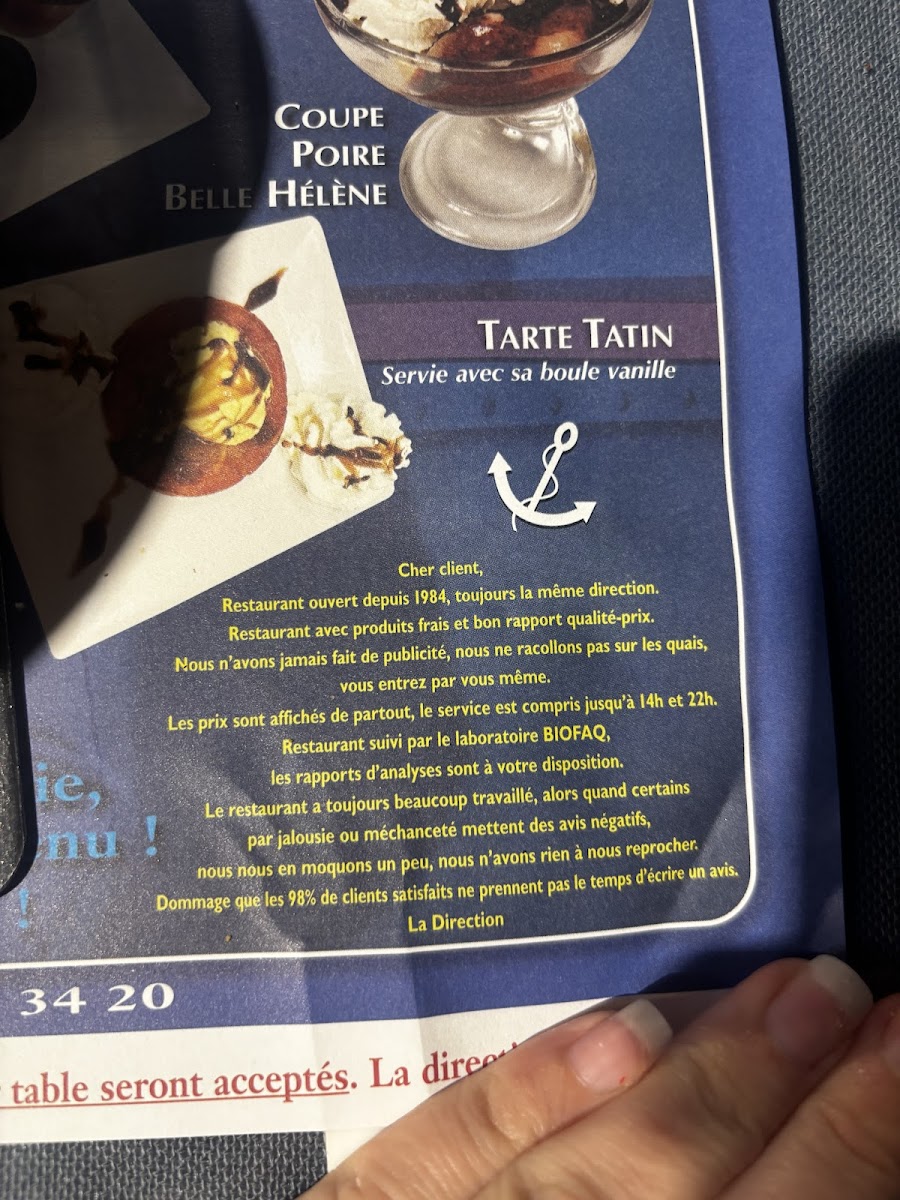 COUPE
POIRE
BELLE HÉLÈNE
TARTE TATIN
Servie avec sa boule vanille
Cher client,
Restaurant ouvert depuis 1984, toujours la même direction.
Restaurant avec produits frais et bon rapport qualité-prix.
Nous n'avons jamais fait de publicité, nous ne racollons pas sur les quais,
vous entrez par vous même.
Les prix sont affichés de partout, le service est compris jusqu'à 14h et 22h.
Restaurant suivi par le laboratoire BIOFAQ,
les rapports d'analyses sont à votre disposition.
Le restaurant a toujours beaucoup travaillé, alors quand certains
par jalousie ou méchanceté mettent des avis négatifs,
nous nous en moquons un peu, nous n'avons rien à nous reprocher.
Dommage que les 98% de clients satisfaits ne prennent pas le temps d'écrire un avis.
La Direction
ie,
nu !
!
34 20
table seront acceptés. La direct